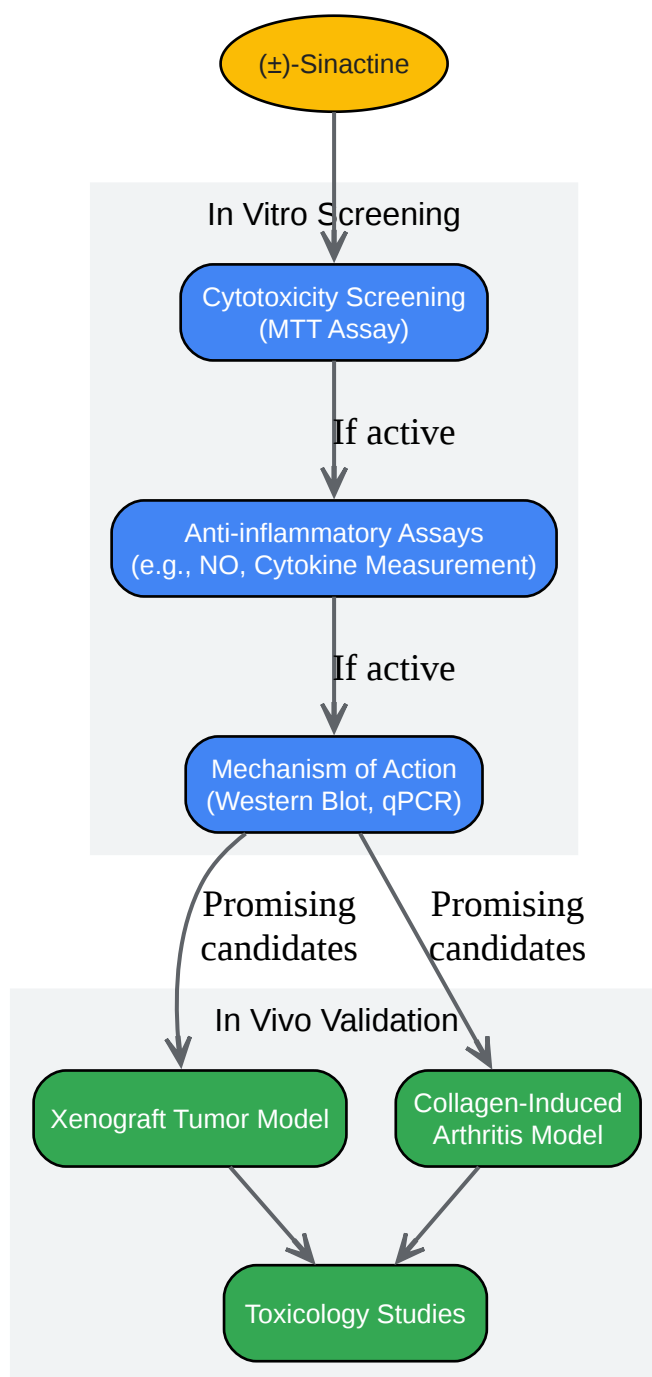 (±)-Sinactine
In Vitro Screening
Cytotoxicity Screening
(MTT Assay)
If active
Anti-inflammatory Assays
(e.g., NO, Cytokine Measurement)
If active
Mechanism of Action
(Western Blot, qPCR)
Promising
candidates
Promising
candidates
In Vivo Validation
Xenograft Tumor Model
Collagen-Induced
Arthritis Model
Toxicology Studies